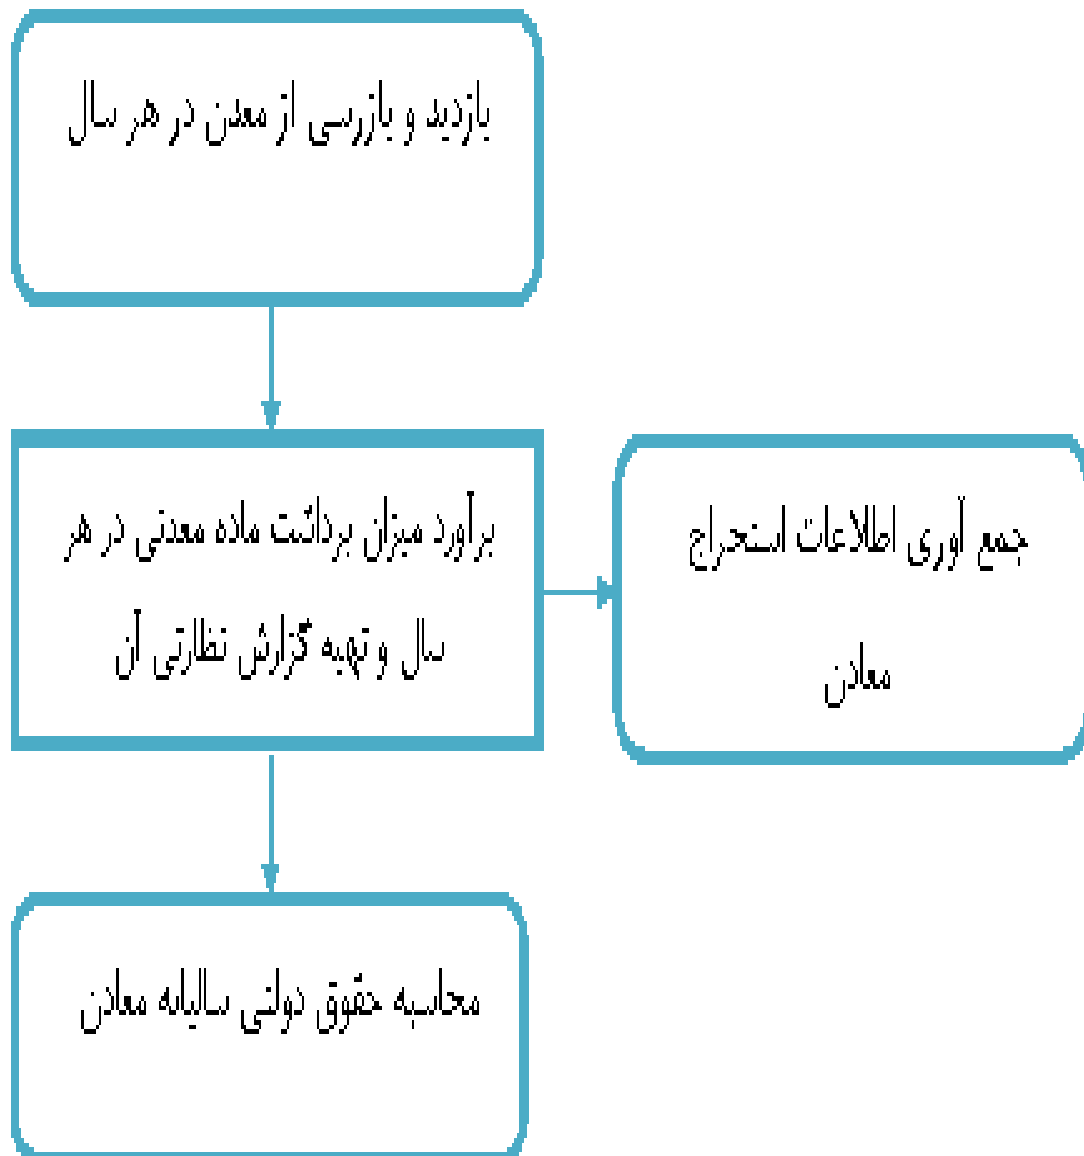 بازدید و بازرسی از معدن در هر سال
برآورد میزان برداشت ماده معدنی در هر
سال و تهیه گزارش نظارتی آن
جمع آوری اطلاعات استخراج
معادن
محاسبه حقوق دولتی سالیانه معادن